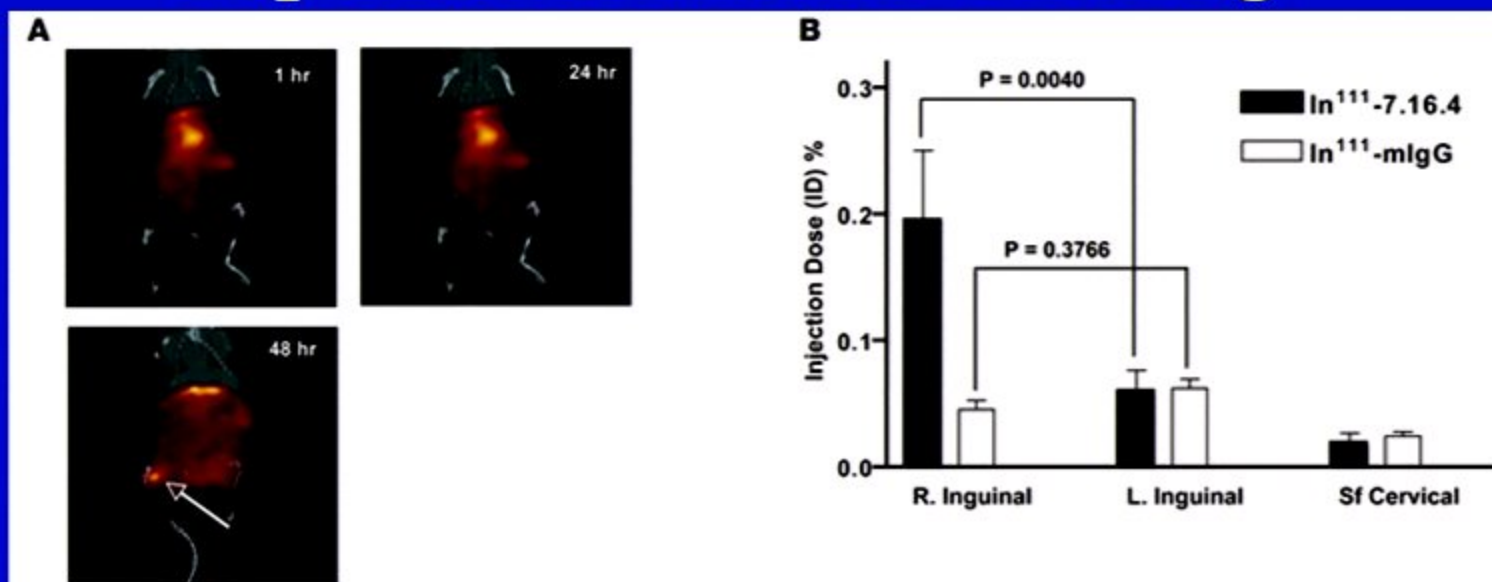 A
1 hr
24 hr
48 hr
B
Injection Dose (ID) %
0.3
0.2
0.1
0.0
P = 0.0040
P = 0.3766
In¹¹¹-7.16.4
In¹¹¹-mIgG
R. Inguinal
L. Inguinal
Sf Cervical